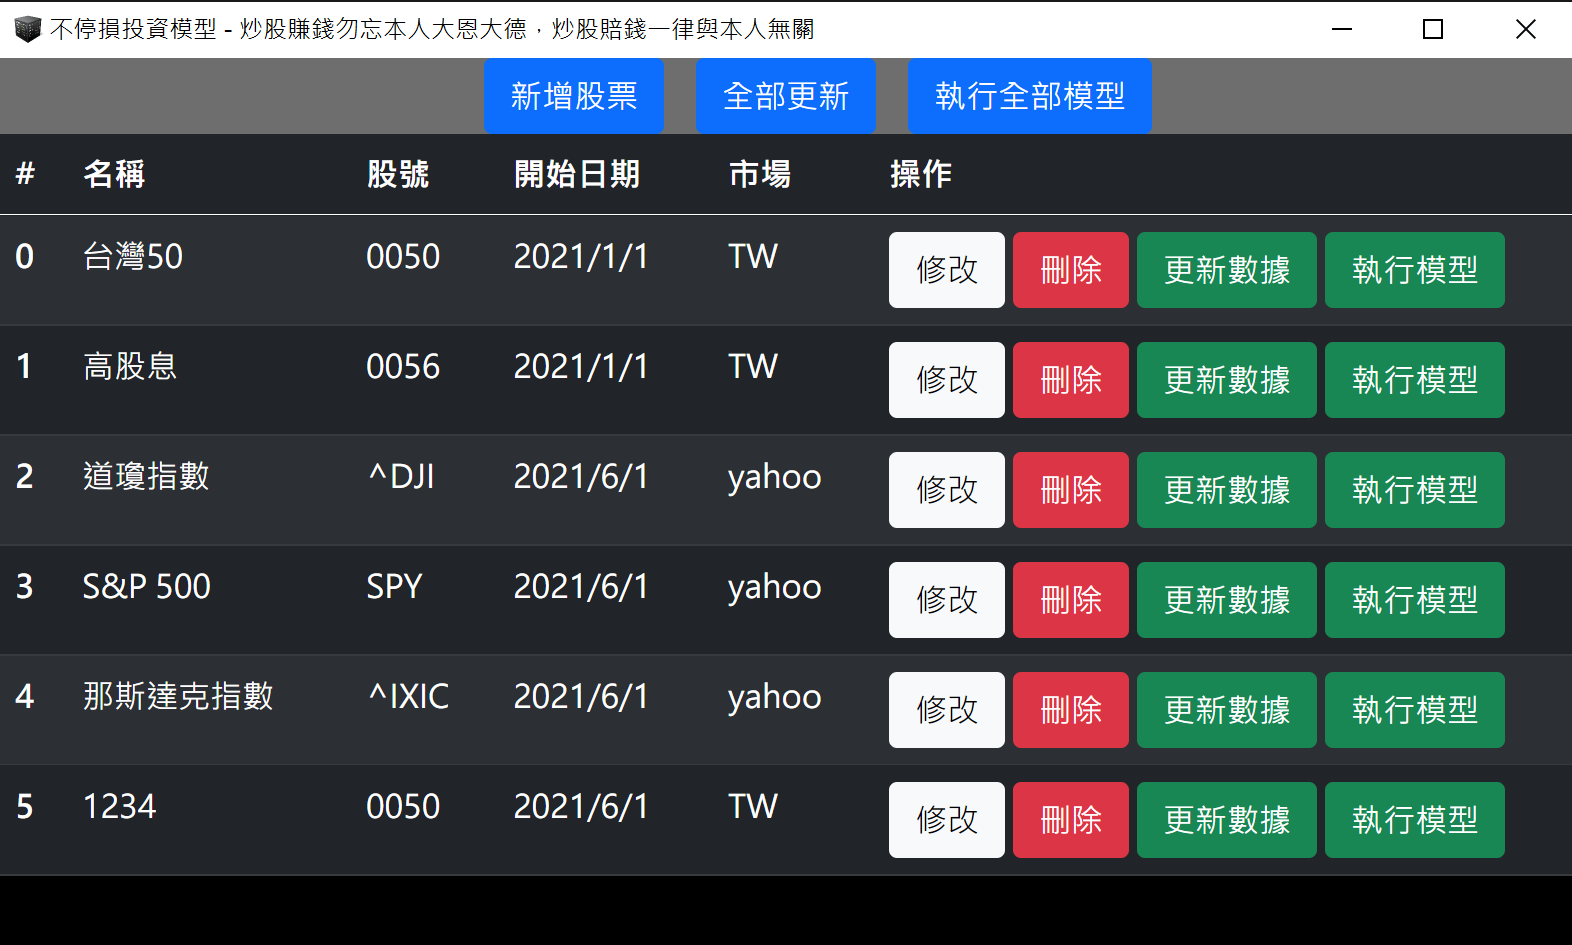 不停損投資模型 - 炒股賺錢勿忘本人大恩大德，炒股賠錢一律與本人無關
新增股票 全部更新 執行全部模型
# 名稱 股號 開始日期 市場 操作
0 台灣50 0050 2021/1/1 TW 修改 刪除 更新數據 執行模型
1 高股息 0056 2021/1/1 TW 修改 刪除 更新數據 執行模型
2 道瓊指數 ^DJI 2021/6/1 yahoo 修改 刪除 更新數據 執行模型
3 S&P 500 SPY 2021/6/1 yahoo 修改 刪除 更新數據 執行模型
4 那斯達克指數 ^IXIC 2021/6/1 yahoo 修改 刪除 更新數據 執行模型
5 1234 0050 2021/6/1 TW 修改 刪除 更新數據 執行模型